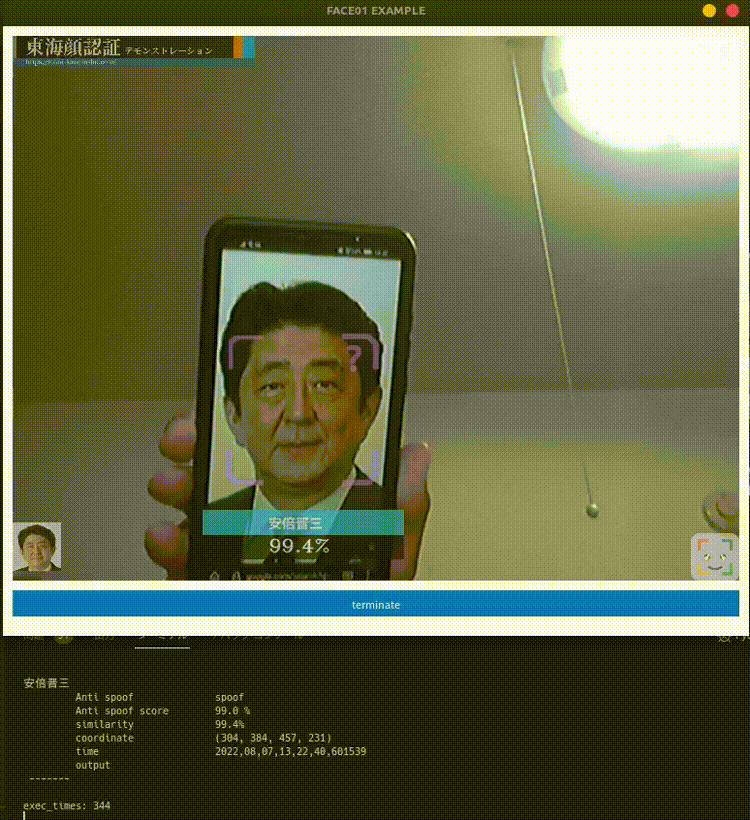 FACE01 EXAMPLE
東海顔認証 デモンストレーション
?
安倍晋三
99.4%
terminate
安倍晋三
Anti spoof spoof
Anti spoof score 99.0 %
similarity 99.4%
coordinate (304, 384, 457, 231)
time 2022,08,07,13,22,40,601539
output
-------
exec_times: 344